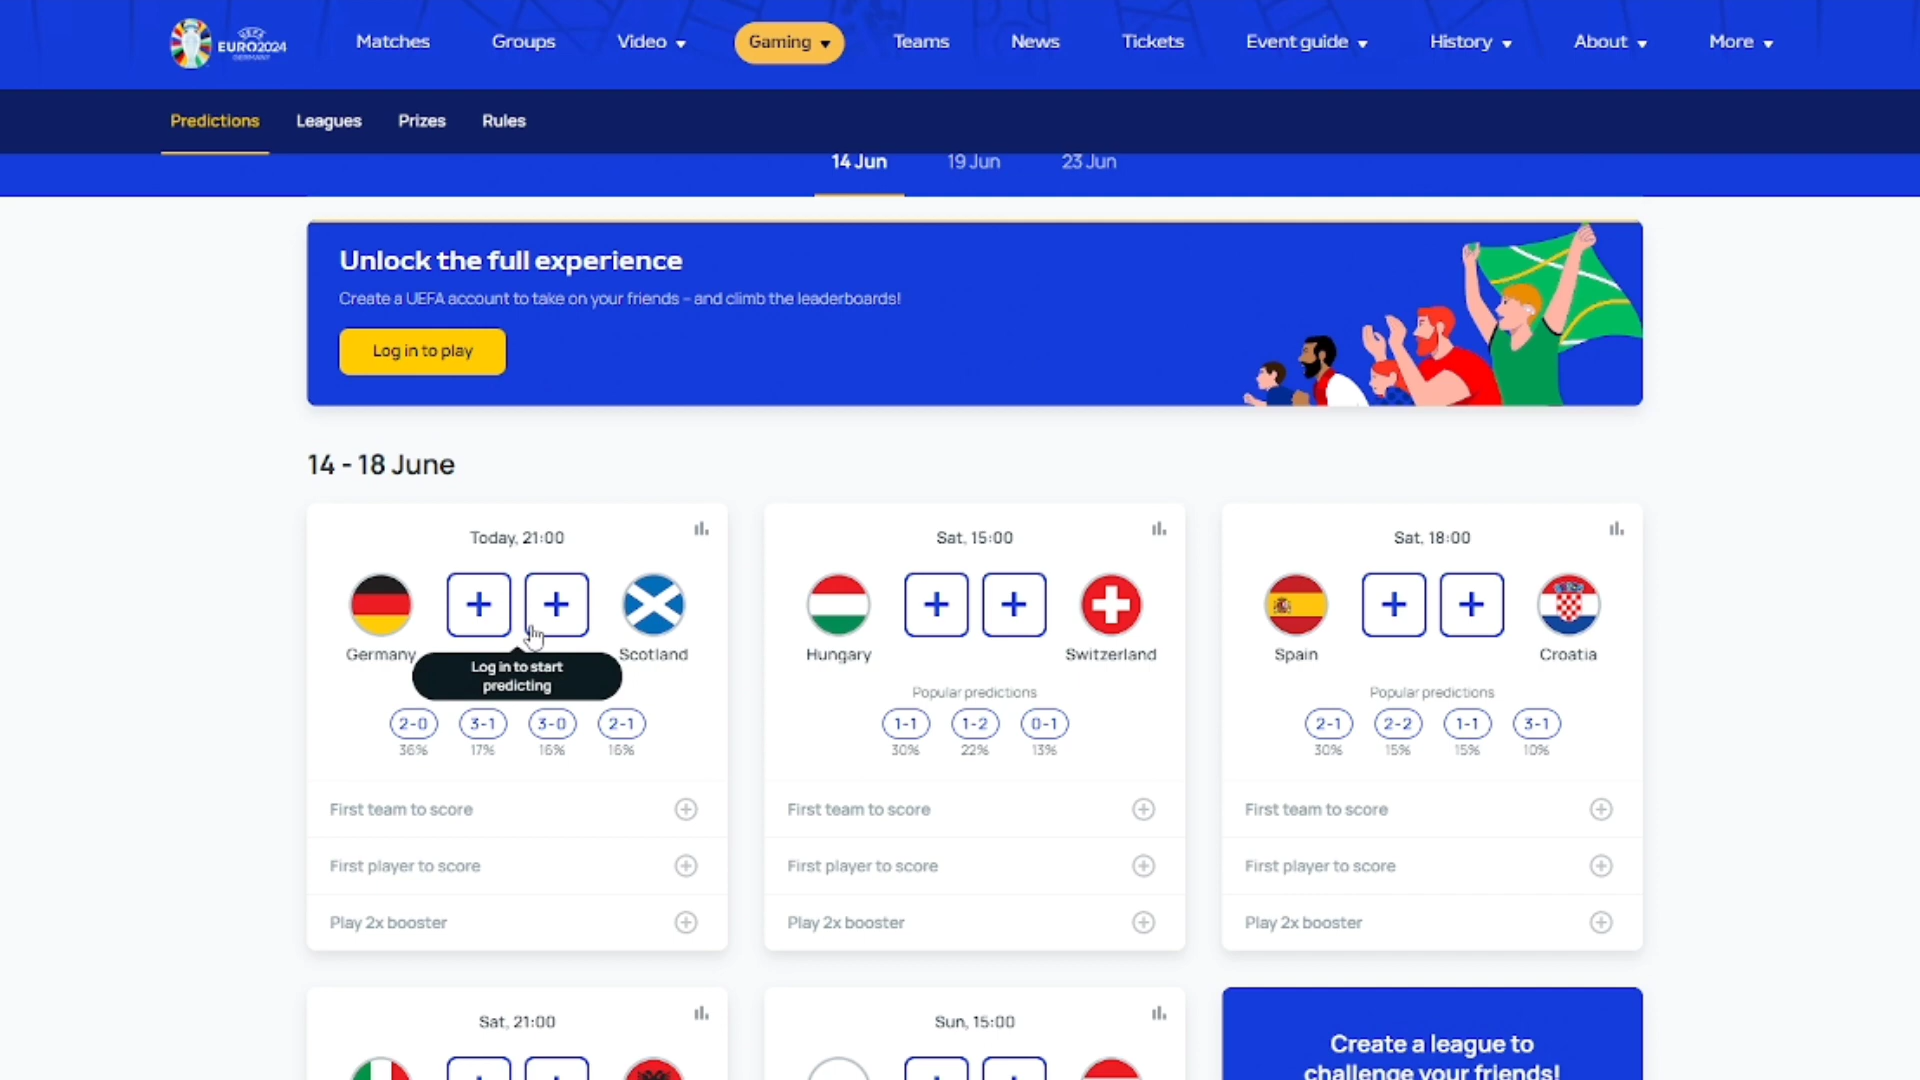 UEFA
EURO2024
GERMANY
Matches
Groups
Video
Gaming
Teams
News
Tickets
Event guide
History
About
More
Predictions
Leagues
Prizes
Rules
14 Jun
19 Jun
23 Jun
Unlock the full experience
Create a UEFA account to take on your friends – and climb the leaderboards!
Log in to play
14 - 18 June
Today, 21:00
Germany
Scotland
Log in to start
predicting
2-0
3-1
3-0
2-1
36%
17%
16%
16%
First team to score
First player to score
Play 2x booster
Sat, 15:00
Hungary
Switzerland
Popular predictions
1-1
1-2
0-1
30%
22%
13%
First team to score
First player to score
Play 2x booster
Sat, 18:00
Spain
Croatia
Popular predictions
2-1
2-2
1-1
3-1
30%
15%
15%
10%
First team to score
First player to score
Play 2x booster
Sat, 21:00
Sun, 15:00
Create a league to
challenge your friends!